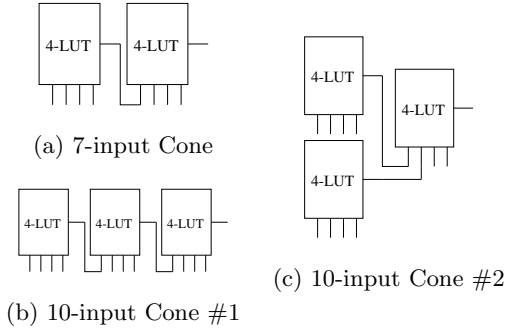 4-LUT 4-LUT
(a) 7-input Cone
4-LUT 4-LUT 4-LUT
(b) 10-input Cone #1
4-LUT
4-LUT
4-LUT
(c) 10-input Cone #2